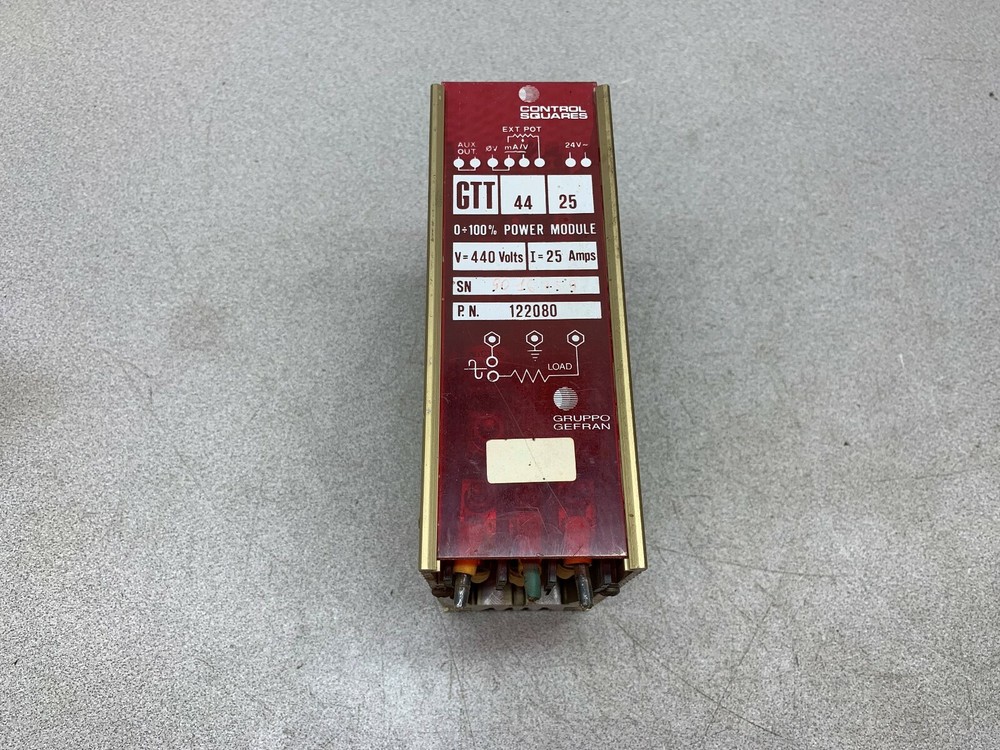 CONTROL
SQUARES
EXT. POT
AUX
OUT
mA/V
24V~
GTT 44 25
0÷100% POWER MODULE
V=440 Volts I=25 Amps
SN
P.N. 122080
LOAD
GRUPPO
GEFRAN